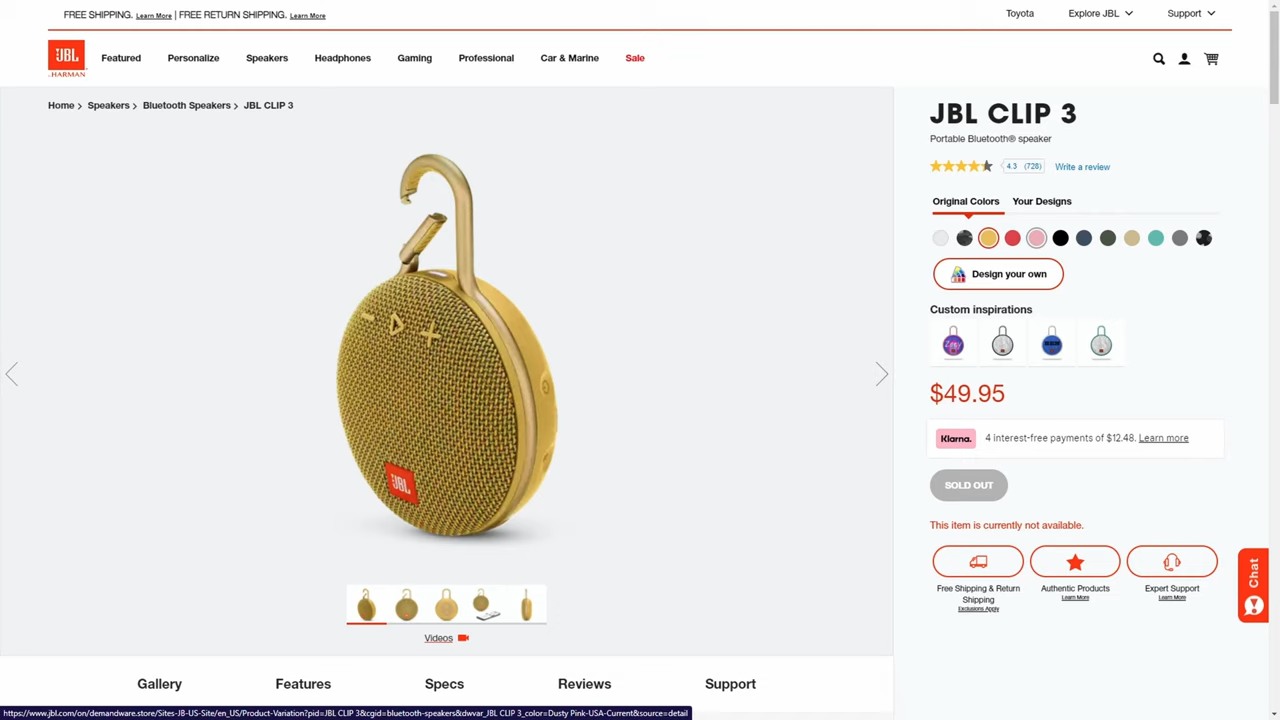 FREE SHIPPING. Learn More | FREE RETURN SHIPPING. Learn More
Toyota Explore JBL Support
JBL
by HARMAN
Featured Personalize Speakers Headphones Gaming Professional Car & Marine Sale
Home > Speakers > Bluetooth Speakers > JBL CLIP 3
JBL CLIP 3
Portable Bluetooth® speaker
4.3 (728) Write a review
Original Colors Your Designs
Design your own
Custom inspirations
$49.95
Klarna. 4 interest-free payments of $12.48. Learn more
SOLD OUT
This item is currently not available.
Free Shipping & Return
Shipping
Exclusions Apply
Authentic Products
Learn More
Expert Support
Learn More
Chat
JBL
Videos
Gallery Features Specs Reviews Support
https://www.jbl.com/on/demandware.store/Sites-JB-US-Site/en_US/Product-Variation?pid=JBL CLIP 3&cgid=bluetooth-speakers&dwvar_JBL CLIP 3_color=Dusty Pink-USA-Current&source=detail